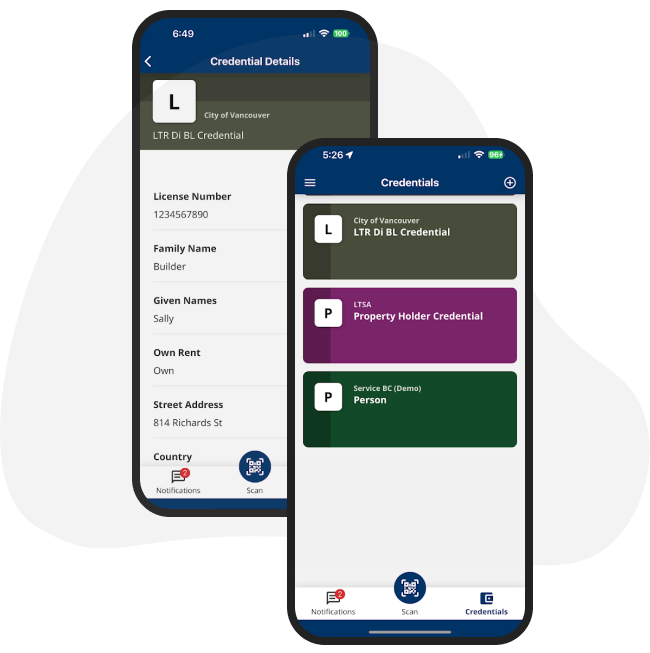 6:49
100
Credential Details
L
City of Vancouver
LTR Di BL Credential
License Number
1234567890
Family Name
Builder
Given Names
Sally
Own Rent
Own
Street Address
814 Richards St
Country
2
Notifications
Scan
5:26
96
Credentials
L
City of Vancouver
LTR Di BL Credential
P
LTSA
Property Holder Credential
P
Service BC (Demo)
Person
2
Notifications
Scan
Credentials